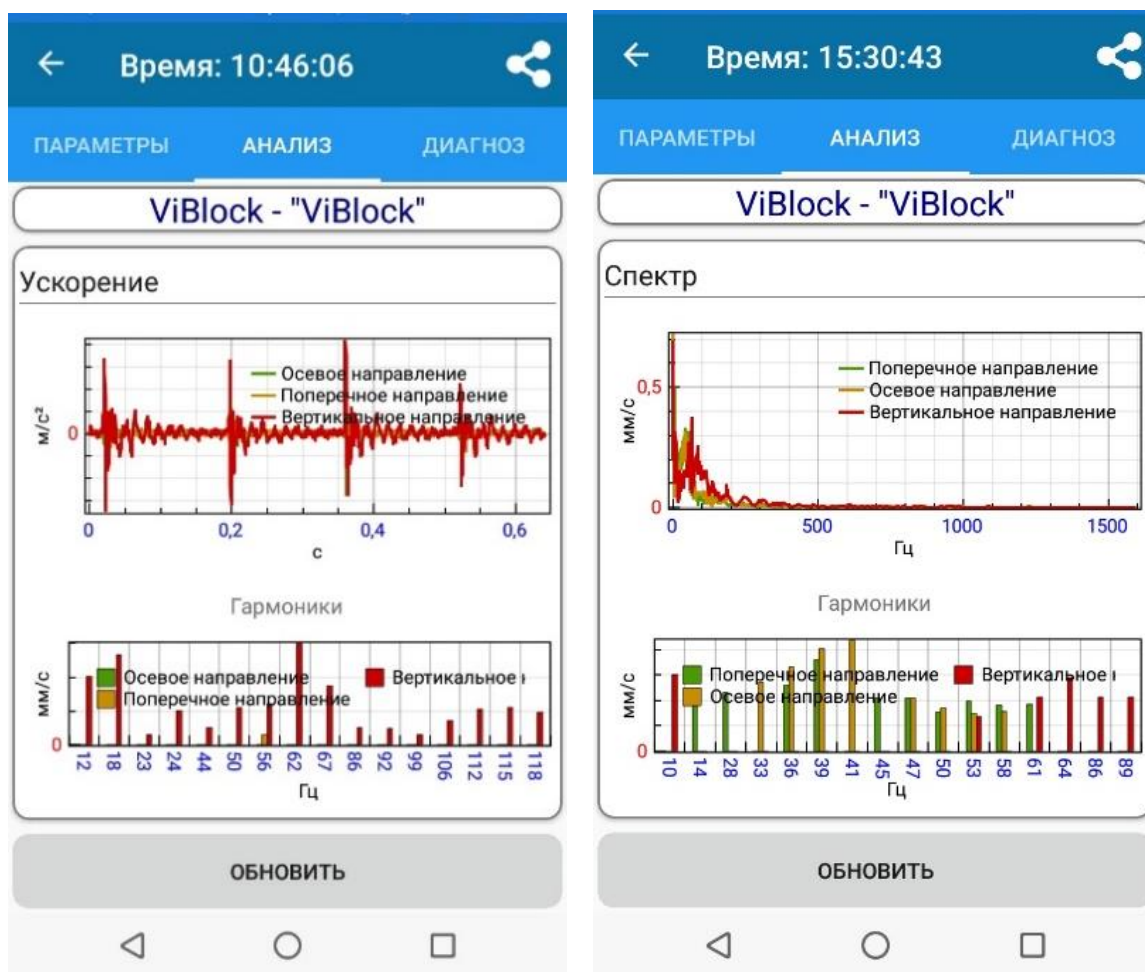 Время: 10:46:06
ПАРАМЕТРЫ АНАЛИЗ ДИАГНОЗ
ViBlock - "ViBlock"
Ускорение
Осевое направление
Поперечное направление
Вертикальное направление
м/с²
0
0 0,2 0,4 0,6
с
Гармоники
Осевое направление Вертикальное
Поперечное направление
мм/с
0
12 18 23 24 44 50 56 62 67 86 92 99 106 112 115 118
Гц
ОБНОВИТЬ
Время: 15:30:43
ПАРАМЕТРЫ АНАЛИЗ ДИАГНОЗ
ViBlock - "ViBlock"
Спектр
Поперечное направление
Осевое направление
Вертикальное направление
0,5
мм/с
0
0 500 1000 1500
Гц
Гармоники
Поперечное направление Вертикальное
Осевое направление
мм/с
0
10 14 28 33 36 39 41 45 47 50 53 58 61 64 86 89
Гц
ОБНОВИТЬ